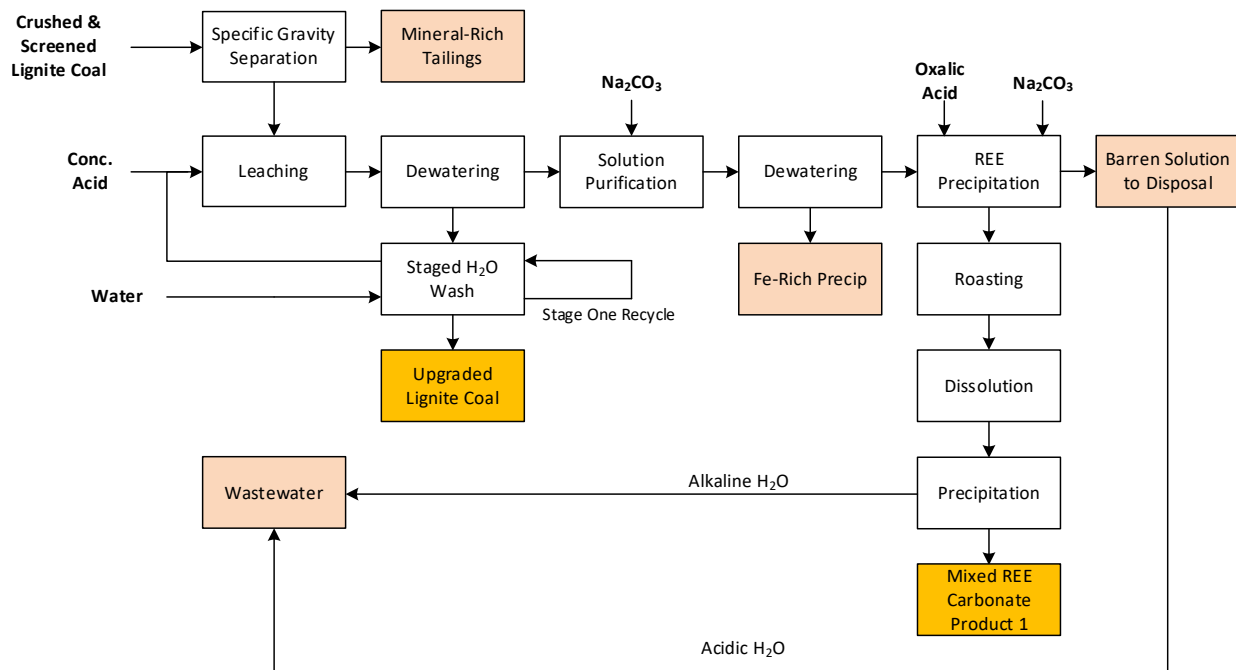 Crushed &
Screened
Lignite Coal
Specific Gravity
Separation
Mineral-Rich
Tailings
Na₂CO₃
Oxalic
Acid
Na₂CO₃
Conc.
Acid
Leaching
Dewatering
Solution
Purification
Dewatering
REE
Precipitation
Barren Solution
to Disposal
Staged H₂O
Wash
Fe-Rich Precip
Roasting
Water
Stage One Recycle
Upgraded
Lignite Coal
Dissolution
Wastewater
Alkaline H₂O
Precipitation
Mixed REE
Carbonate
Product 1
Acidic H₂O